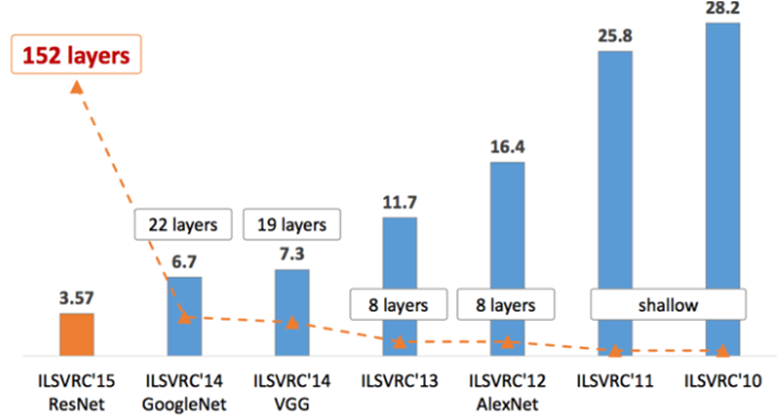 28.2
25.8
152 layers
16.4
11.7
22 layers
19 layers
6.7
7.3
3.57
8 layers
8 layers
shallow
ILSVRC'15
ResNet
ILSVRC'14
GoogleNet
ILSVRC'14
VGG
ILSVRC'13
ILSVRC'12
AlexNet
ILSVRC'11
ILSVRC'10